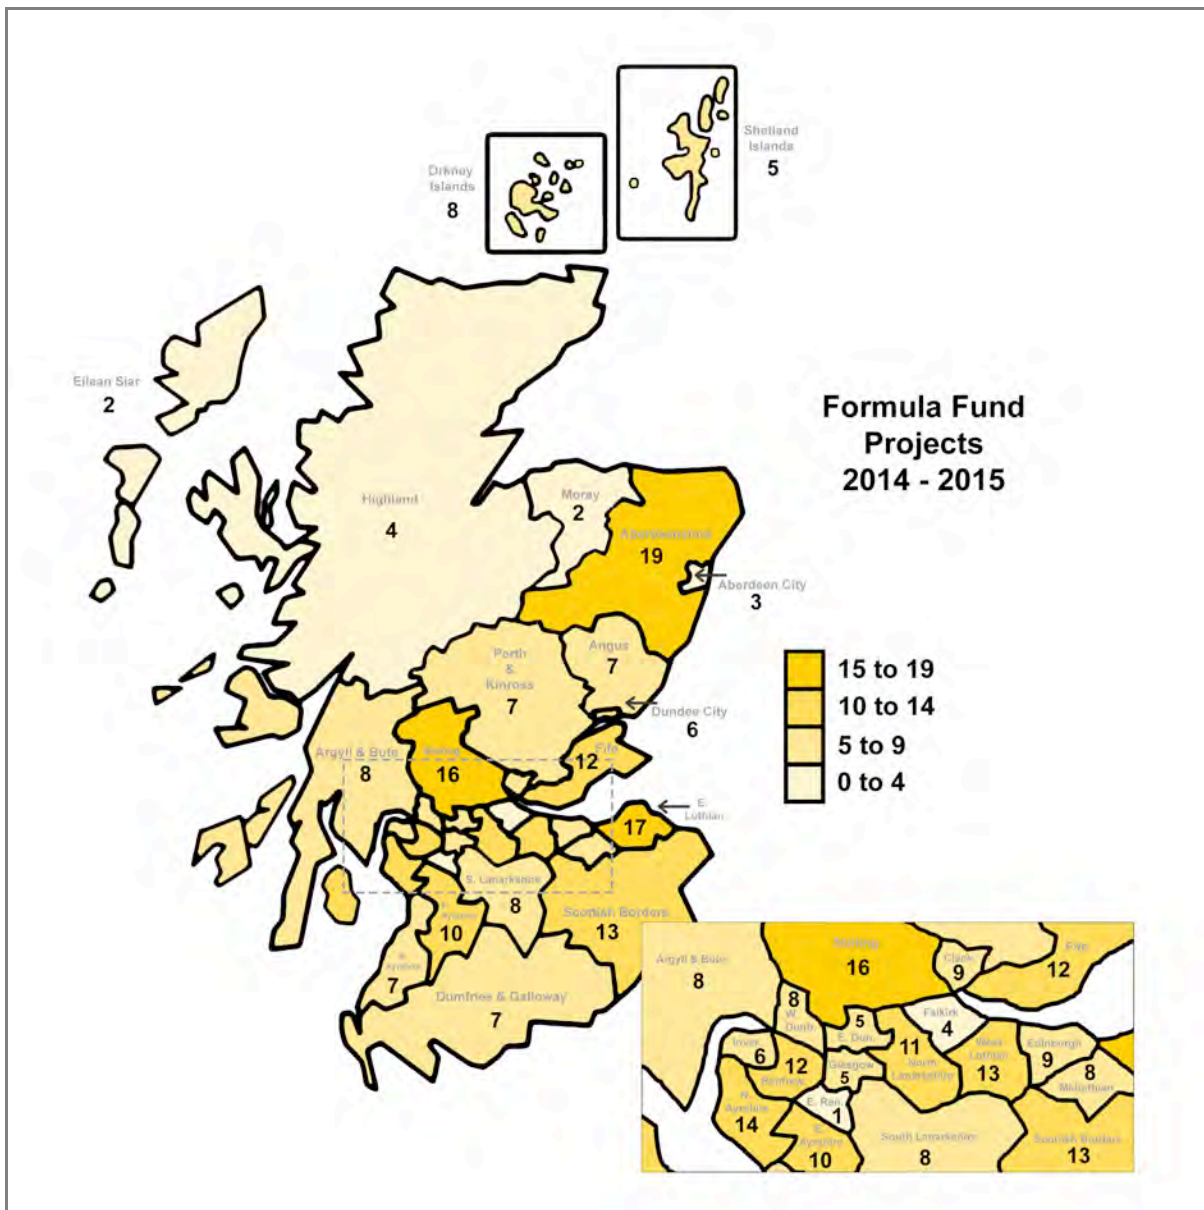 Shetland
Islands
5
Orkney
Islands
8
Eilean Siar
2
Formula Fund
Projects
2014 - 2015
Highland
4
Moray
2
Aberdeenshire
19
Aberdeen City
3
Angus
7
Perth
&
Kinross
7
Dundee City
6
15 to 19
10 to 14
5 to 9
0 to 4
Argyll & Bute
8
Stirling
16
Fife
12
E.
Lothian
17
S. Lanarkshire
8
Scottish Borders
13
E.
Ayrshire
10
S.
Ayrshire
7
Dumfries & Galloway
7
Argyll & Bute
8
Stirling
16
Clack.
9
Fife
12
8
W.
Dunb.
5
E. Dun.
Falkirk
4
Inver.
6
12
Renfrew.
Glasgow
5
11
North
Lanarkshire
West
Lothian
13
Edinburgh
9
8
Midlothian
N.
Ayrshire
14
E. Ren.
1
E.
Ayrshire
10
South Lanarkshire
8
Scottish Borders
13